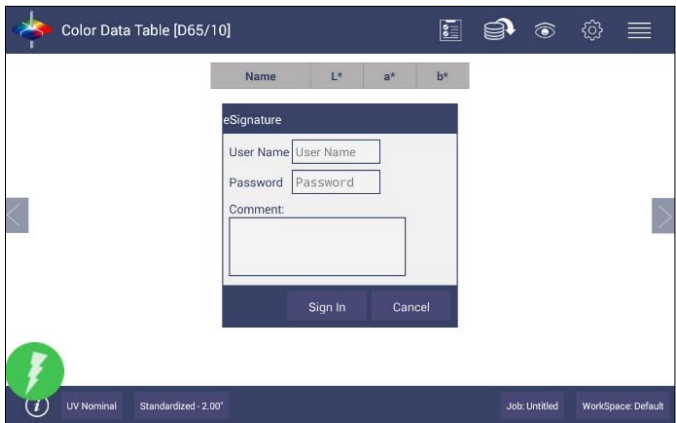 Color Data Table [D65/10]
Name L* a* b*
eSignature
User Name User Name
Password Password
Comment:
Sign In Cancel
i UV Nominal Standardized - 2.00" Job: Untitled WorkSpace: Default